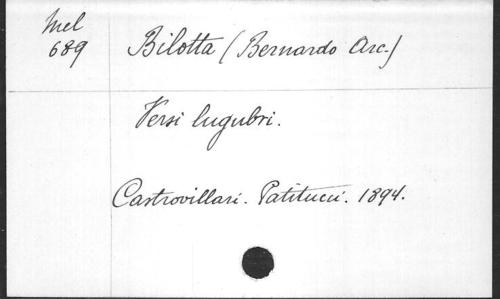 Mel
689
Bilotta (Bernardo Arc.)
Versi lugubri.
Castrovillari. Patitucci. 1894.